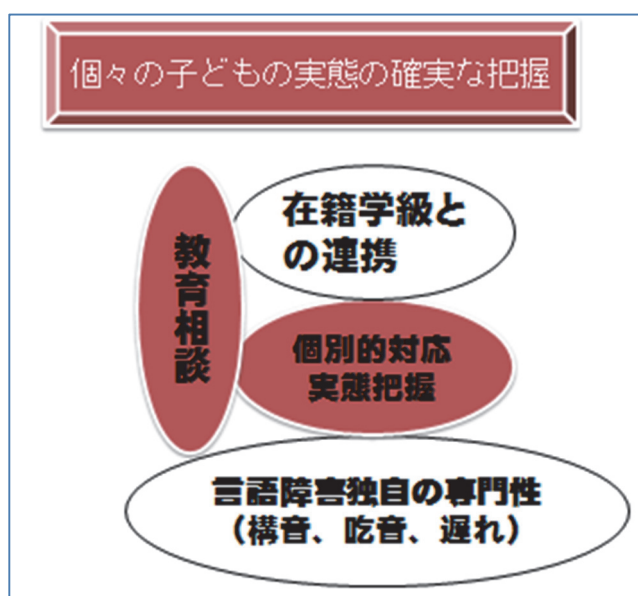 個々の子どもの実態の確実な把握
在籍学級と
の連携
教育相談
個別的対応
実態把握
言語障害独自の専門性
（構音、吃音、遅れ）